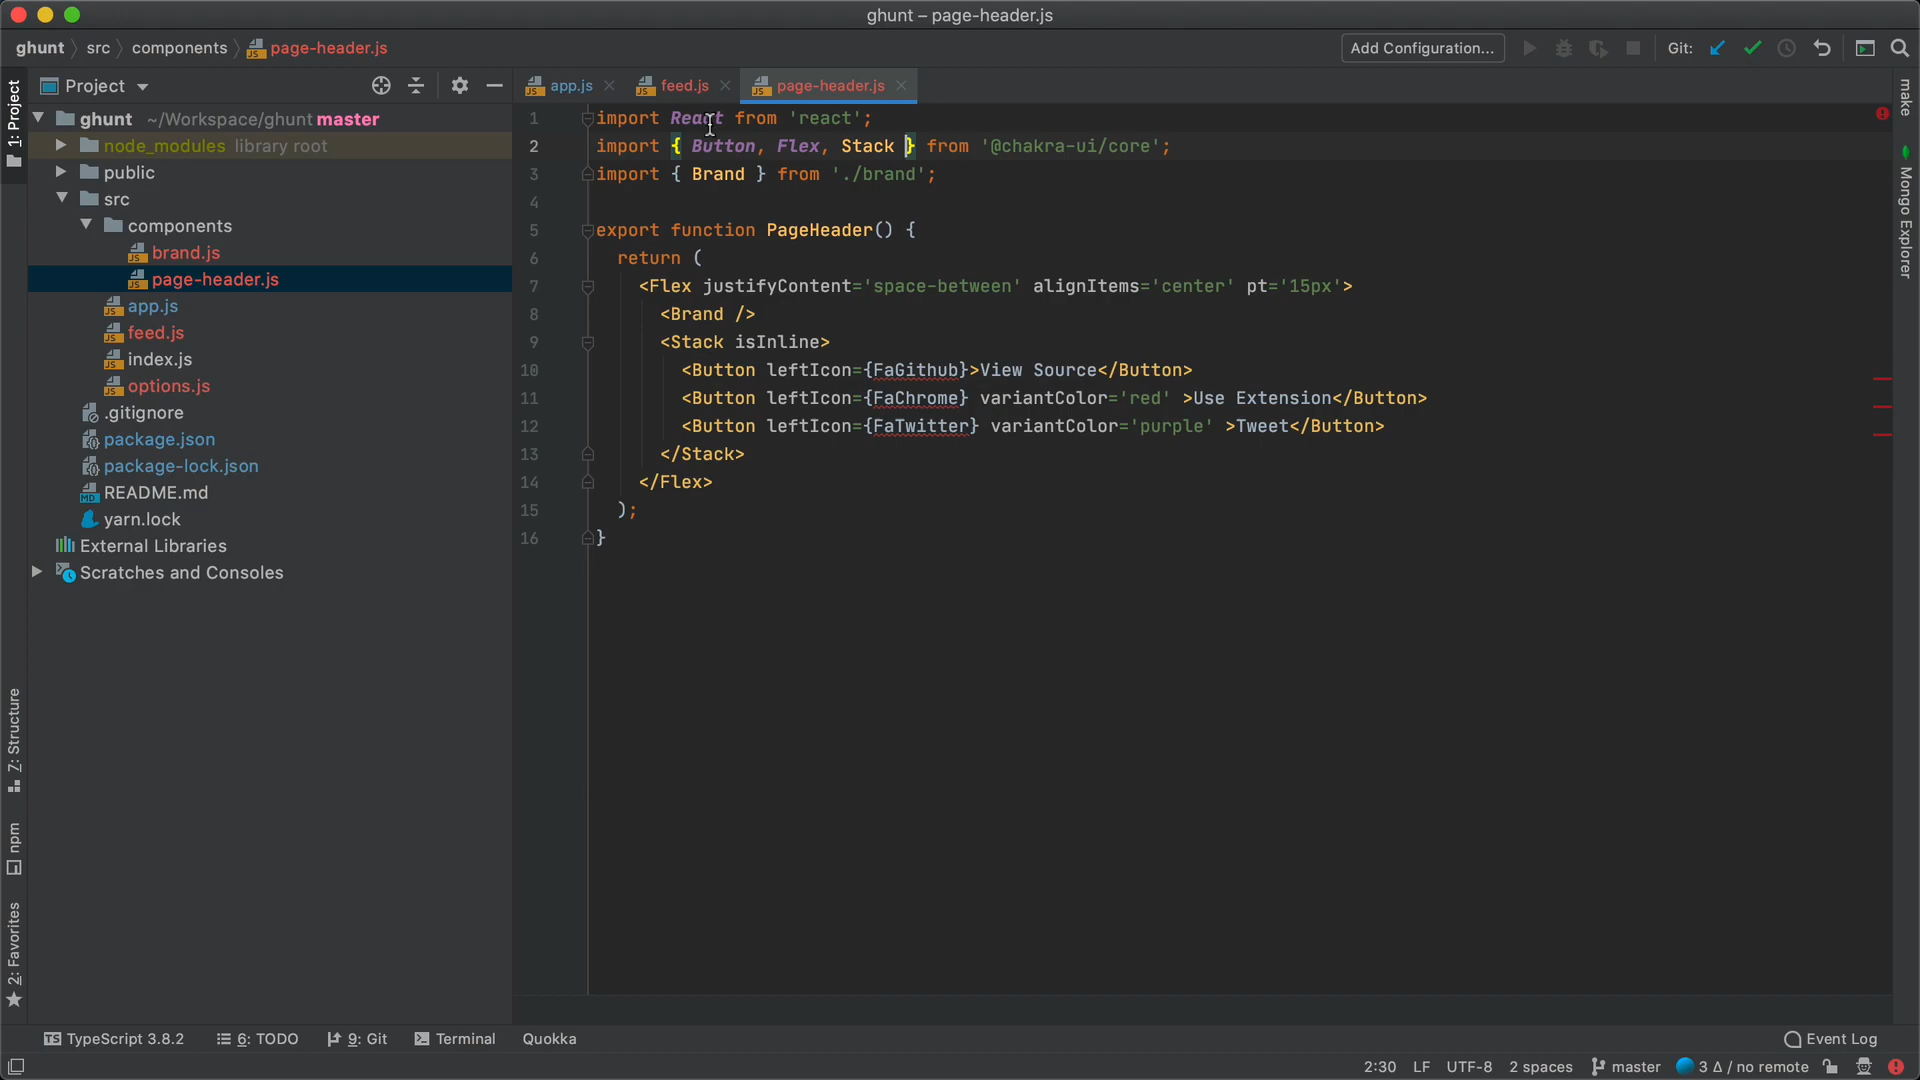 ghunt – page-header.js
ghunt src components page-header.js
Add Configuration... Git:
1: Project
Project
app.js feed.js page-header.js
make
Mongo Explorer
ghunt ~/Workspace/ghunt master
node_modules library root
public
src
components
brand.js
page-header.js
app.js
feed.js
index.js
options.js
.gitignore
package.json
package-lock.json
README.md
yarn.lock
External Libraries
Scratches and Consoles
1 import React from 'react';
2 import { Button, Flex, Stack } from '@chakra-ui/core';
3 import { Brand } from './brand';
4
5 export function PageHeader() {
6 return (
7 <Flex justifyContent='space-between' alignItems='center' pt='15px'>
8 <Brand />
9 <Stack isInline>
10 <Button leftIcon={FaGithub}>View Source</Button>
11 <Button leftIcon={FaChrome} variantColor='red' >Use Extension</Button>
12 <Button leftIcon={FaTwitter} variantColor='purple' >Tweet</Button>
13 </Stack>
14 </Flex>
15 );
16 }
Z: Structure
npm
2: Favorites
TypeScript 3.8.2 6: TODO 9: Git Terminal Quokka Event Log
2:30 LF UTF-8 2 spaces master 3 Δ / no remote